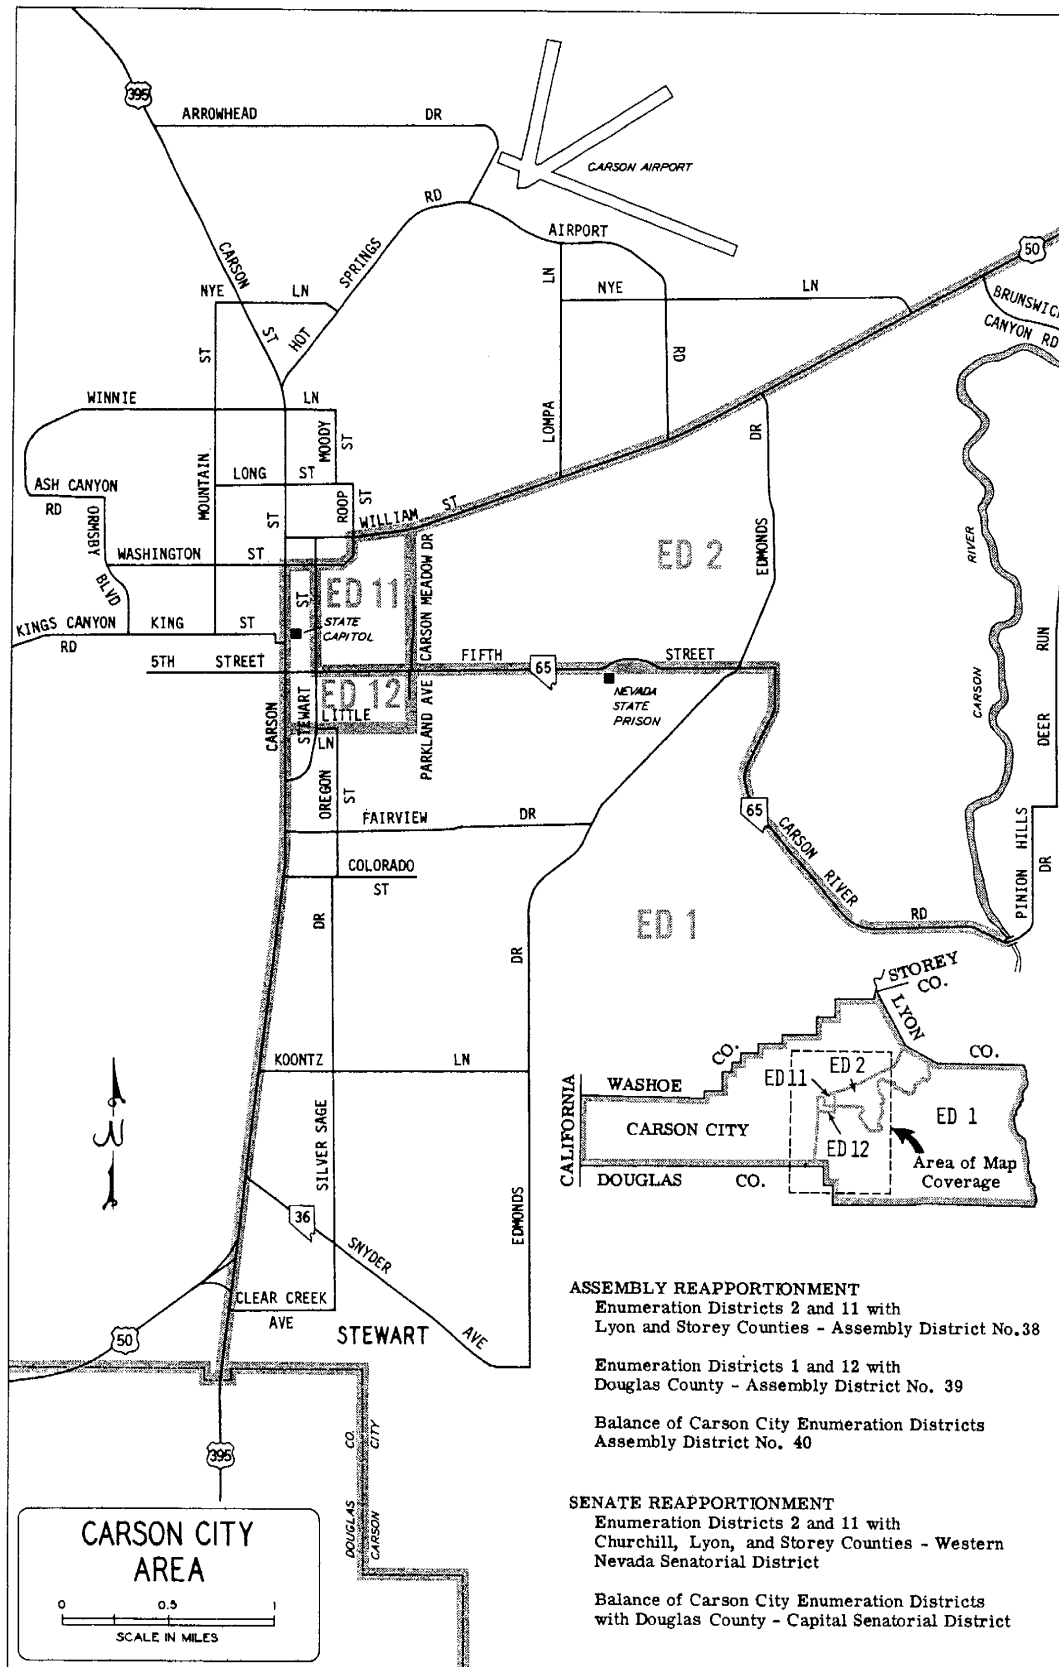 395
ARROWHEAD DR
CARSON AIRPORT
RD
AIRPORT
50
CARSON ST
SPRINGS
HOT
NYE LN
LN
NYE LN
BRUNSWICK
CANYON RD
ST
RD
WINNIE LN
MOODY ST
LOMPA
DR
MOUNTAIN
LONG ST
ASH CANYON
RD
ORMSBY
BLVD
ROOP ST
WILLIAM ST
ST
WASHINGTON ST
ED 2
EDMONDS
RIVER
ED 11
ST
CARSON MEADOW DR
STATE
CAPITOL
KINGS CANYON
RD
KING ST
5TH STREET
FIFTH
65
STREET
NEVADA
STATE
PRISON
ED 12
CARSON
STEWART
LITTLE
LN
PARKLAND AVE
CARSON
RUN
DEER
OREGON ST
FAIRVIEW DR
65
CARSON RIVER RD
PINION HILLS
DR
COLORADO
ST
DR
ED 1
DR
STOREY
CO.
LYON
CO.
CO.
KOONTZ LN
WASHOE
ED 11
ED 2
ED 1
CALIFORNIA
CARSON CITY
ED 12
Area of Map
Coverage
DOUGLAS CO.
N
SILVER SAGE
EDMONDS
36
SNYDER
AVE
CLEAR CREEK
AVE
50
STEWART
395
DOUGLAS CO.
CARSON CITY
CARSON CITY
AREA
0 0.5 1
SCALE IN MILES
ASSEMBLY REAPPORTIONMENT
Enumeration Districts 2 and 11 with
Lyon and Storey Counties - Assembly District No.38
Enumeration Districts 1 and 12 with
Douglas County - Assembly District No. 39
Balance of Carson City Enumeration Districts
Assembly District No. 40
SENATE REAPPORTIONMENT
Enumeration Districts 2 and 11 with
Churchill, Lyon, and Storey Counties - Western
Nevada Senatorial District
Balance of Carson City Enumeration Districts
with Douglas County - Capital Senatorial District